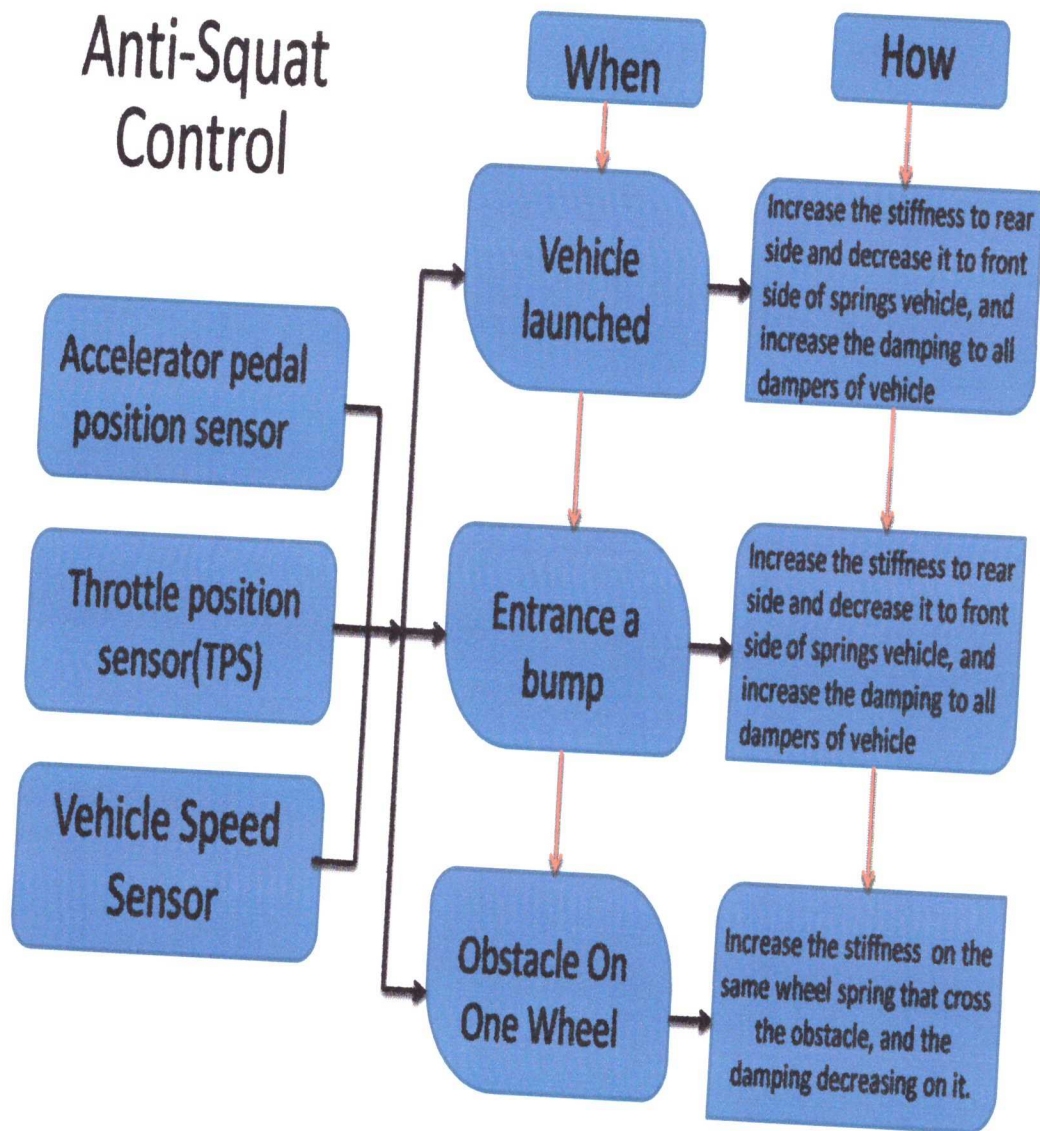 Anti-Squat
Control
When
How
Vehicle
launched
Increase the stiffness to rear
side and decrease it to front
side of springs vehicle, and
increase the damping to all
dampers of vehicle
Accelerator pedal
position sensor
Throttle position
sensor(TPS)
Entrance a
bump
Increase the stiffness to rear
side and decrease it to front
side of springs vehicle, and
increase the damping to all
dampers of vehicle
Vehicle Speed
Sensor
Obstacle On
One Wheel
Increase the stiffness on the
same wheel spring that cross
the obstacle, and the
damping decreasing on it.